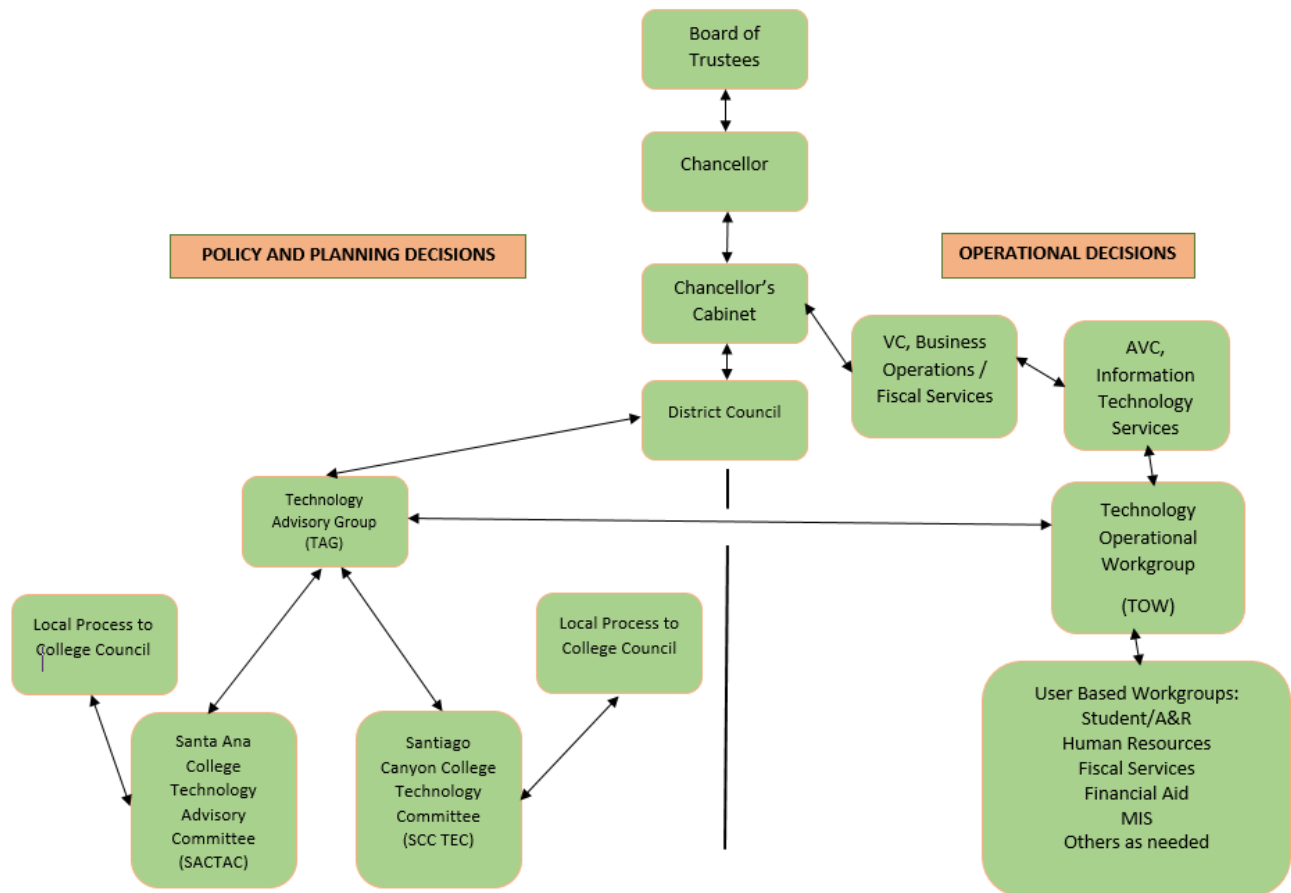 Board of
Trustees
Chancellor
POLICY AND PLANNING DECISIONS
OPERATIONAL DECISIONS
Chancellor’s
Cabinet
VC, Business
Operations /
Fiscal Services
AVC,
Information
Technology
Services
District Council
Technology
Advisory Group
(TAG)
Technology
Operational
Workgroup
(TOW)
Local Process to
College Council
Local Process to
College Council
Santa Ana
College
Technology
Advisory
Committee
(SACTAC)
Santiago
Canyon College
Technology
Committee
(SCC TEC)
User Based Workgroups:
Student/A&R
Human Resources
Fiscal Services
Financial Aid
MIS
Others as needed